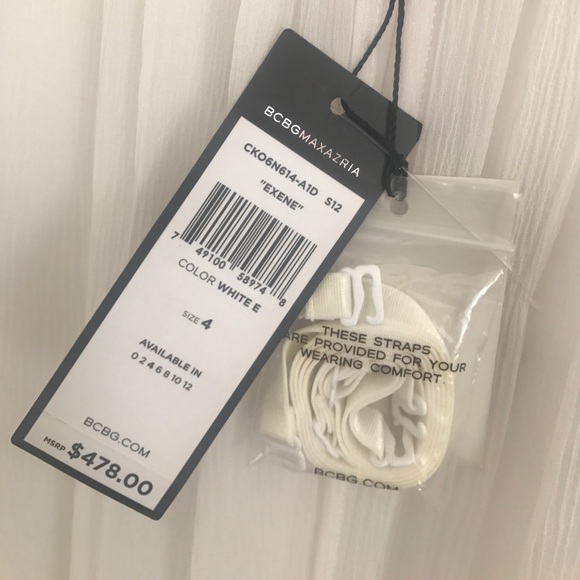 BCBGMAXAZRIA
CKO6N614-A1D S12
"EXENE"
7 49100 58974 8
COLOR WHITE E
SIZE 4
AVAILABLE IN
0 2 4 6 8 10 12
BCBG.COM
MSRP $478.00
THESE STRAPS
ARE PROVIDED FOR YOUR
WEARING COMFORT.
BCBG.COM